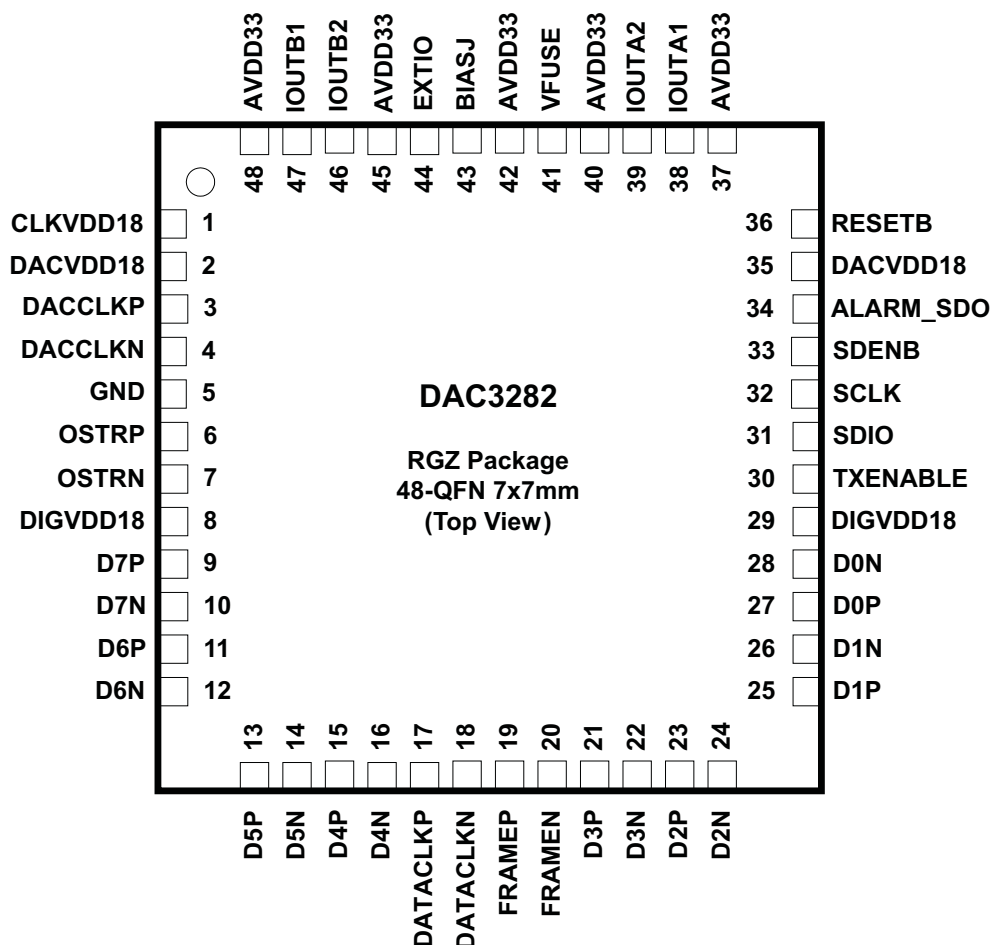 AVDD33
IOUTB1
IOUTB2
AVDD33
EXTIO
BIASJ
AVDD33
VFUSE
AVDD33
IOUTA2
IOUTA1
AVDD33
48
47
46
45
44
43
42
41
40
39
38
37
CLKVDD18 1
DACVDD18 2
DACCLKP 3
DACCLKN 4
GND 5
OSTRP 6
OSTRN 7
DIGVDD18 8
D7P 9
D7N 10
D6P 11
D6N 12
DAC3282
RGZ Package
48-QFN 7x7mm
(Top View)
36 RESETB
35 DACVDD18
34 ALARM_SDO
33 SDENB
32 SCLK
31 SDIO
30 TXENABLE
29 DIGVDD18
28 D0N
27 D0P
26 D1N
25 D1P
13
14
15
16
17
18
19
20
21
22
23
24
D5P
D5N
D4P
D4N
DATACLKP
DATACLKN
FRAMEP
FRAMEN
D3P
D3N
D2P
D2N